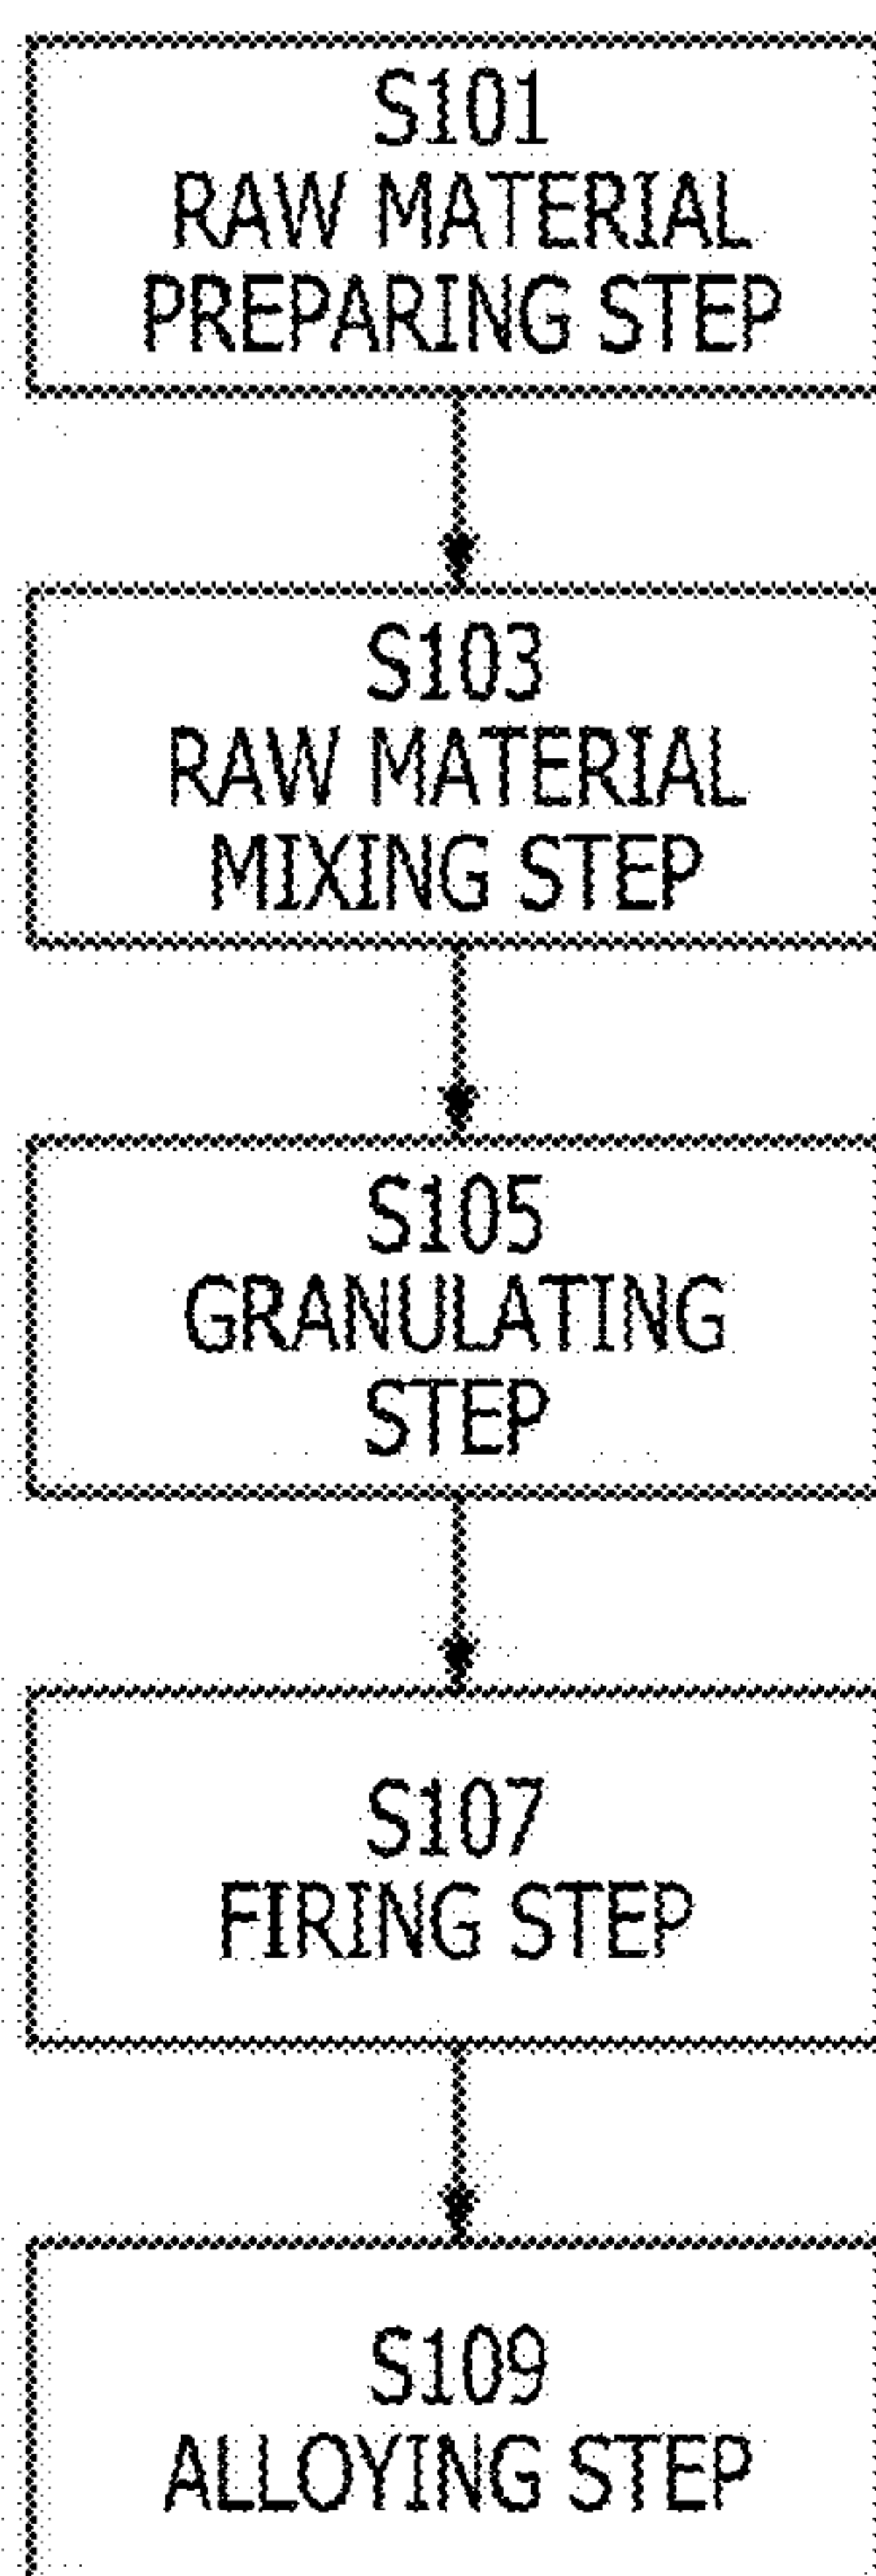 S101
RAW MATERIAL
PREPARING STEP
S103
RAW MATERIAL
MIXING STEP
S105
GRANULATING
STEP
S107
FIRING STEP
S109
ALLOYING STEP